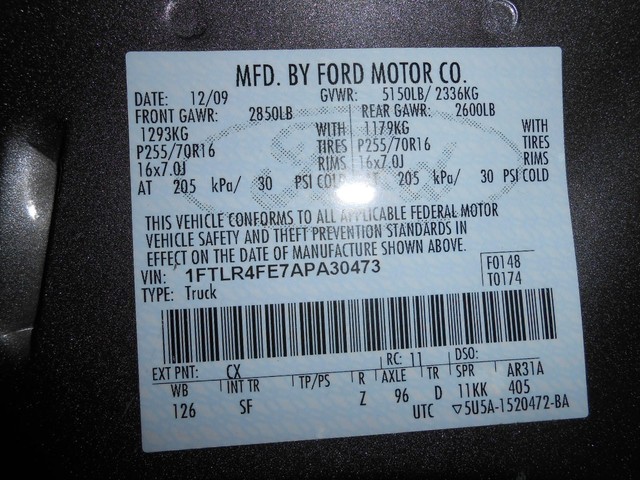 MFD. BY FORD MOTOR CO.
DATE: 12/09 GVWR: 5150LB/ 2336KG
FRONT GAWR: 2850LB REAR GAWR: 2600LB
1293KG WITH 1179KG WITH
P255/70R16 TIRES P255/70R16 TIRES
16x7.0J RIMS 16x7.0J RIMS
AT 205 kPa/ 30 PSI COLD AT 205 kPa/ 30 PSI COLD
THIS VEHICLE CONFORMS TO ALL APPLICABLE FEDERAL MOTOR
VEHICLE SAFETY AND THEFT PREVENTION STANDARDS IN
EFFECT ON THE DATE OF MANUFACTURE SHOWN ABOVE.
VIN: 1FTLR4FE7APA30473 F0148
TYPE: Truck T0174
EXT PNT: CX RC: 11 DSO:
WB INT TR TP/PS R AXLE TR SPR AR31A
126 SF Z 96 D 11KK 405
UTC ▽5U5A-1520472-BA